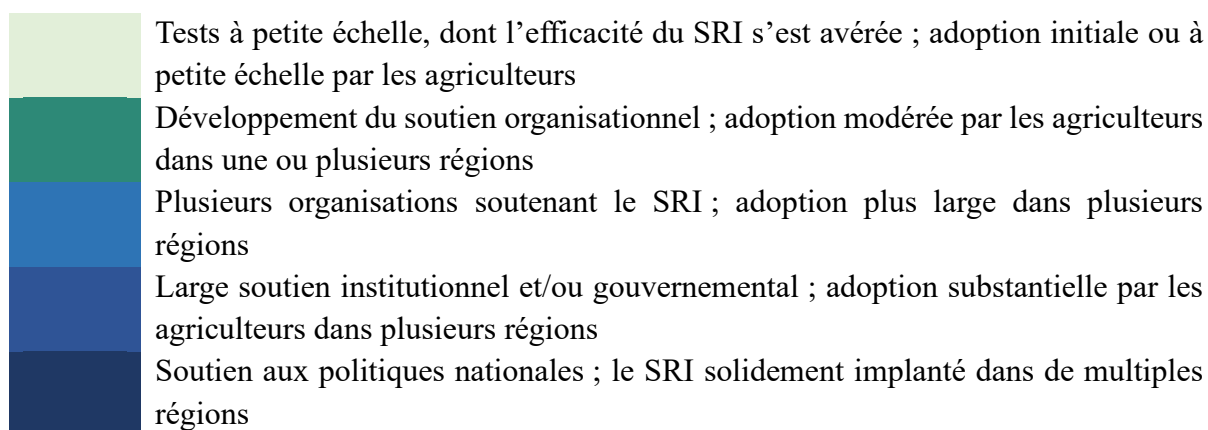 Tests à petite échelle, dont l’efficacité du SRI s’est avérée ; adoption initiale ou à
petite échelle par les agriculteurs
Développement du soutien organisationnel ; adoption modérée par les agriculteurs
dans une ou plusieurs régions
Plusieurs organisations soutenant le SRI ; adoption plus large dans plusieurs
régions
Large soutien institutionnel et/ou gouvernemental ; adoption substantielle par les
agriculteurs dans plusieurs régions
Soutien aux politiques nationales ; le SRI solidement implanté dans de multiples
régions